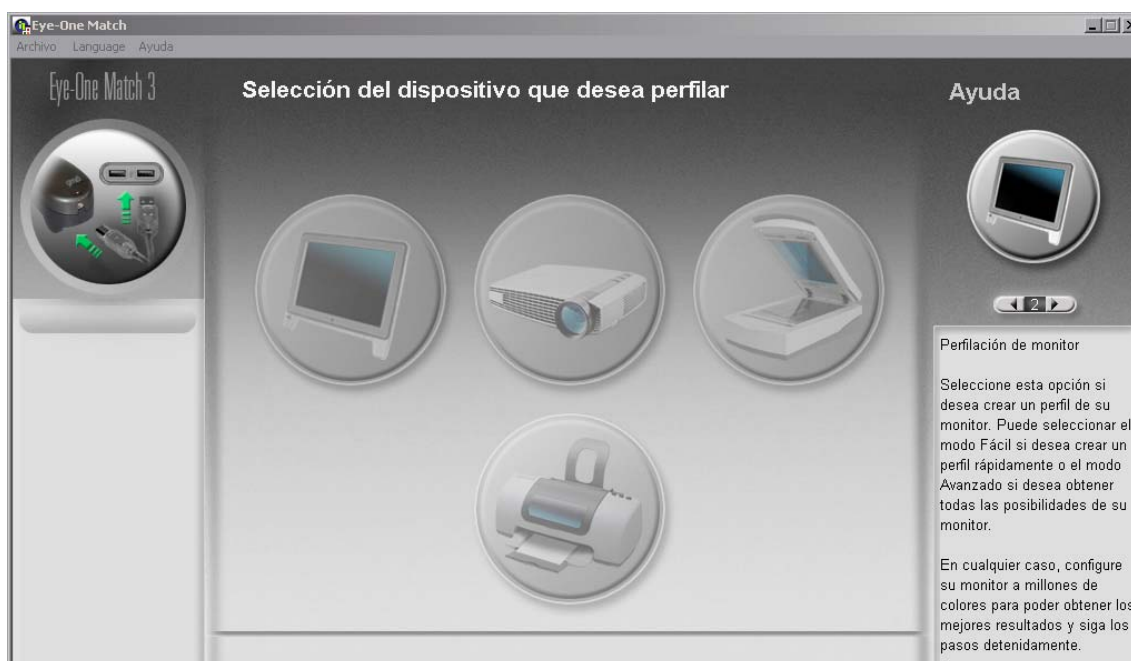 Eye-One Match
Archivo Language Ayuda
Eye-One Match 3
Selección del dispositivo que desea perfilar
Ayuda
2
Perfilación de monitor
Seleccione esta opción si
desea crear un perfil de su
monitor. Puede seleccionar el
modo Fácil si desea crear un
perfil rápidamente o el modo
Avanzado si desea obtener
todas las posibilidades de su
monitor.
En cualquier caso, configure
su monitor a millones de
colores para poder obtener los
mejores resultados y siga los
pasos detenidamente.